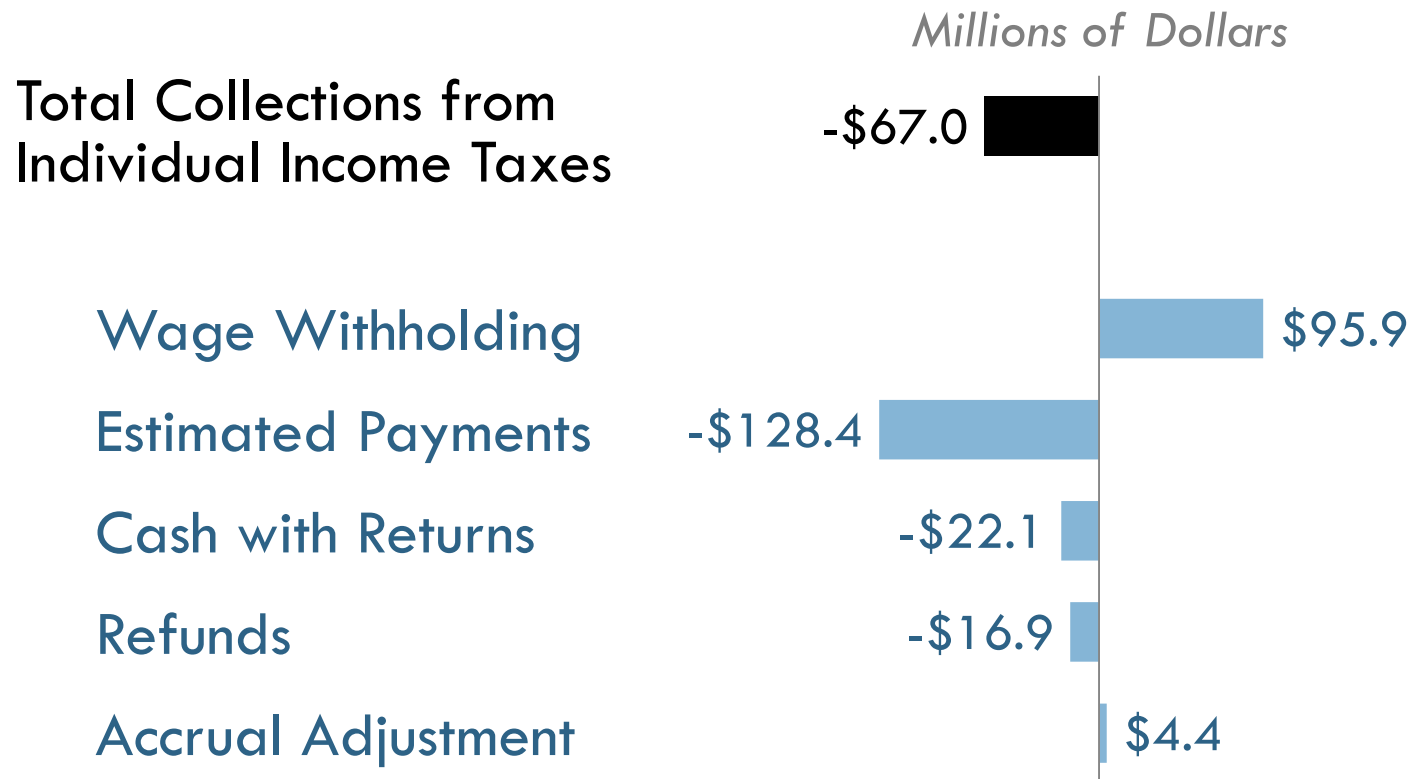 Millions of Dollars
Total Collections from
Individual Income Taxes
-$67.0
Wage Withholding
$95.9
Estimated Payments
-$128.4
Cash with Returns
-$22.1
Refunds
-$16.9
Accrual Adjustment
$4.4